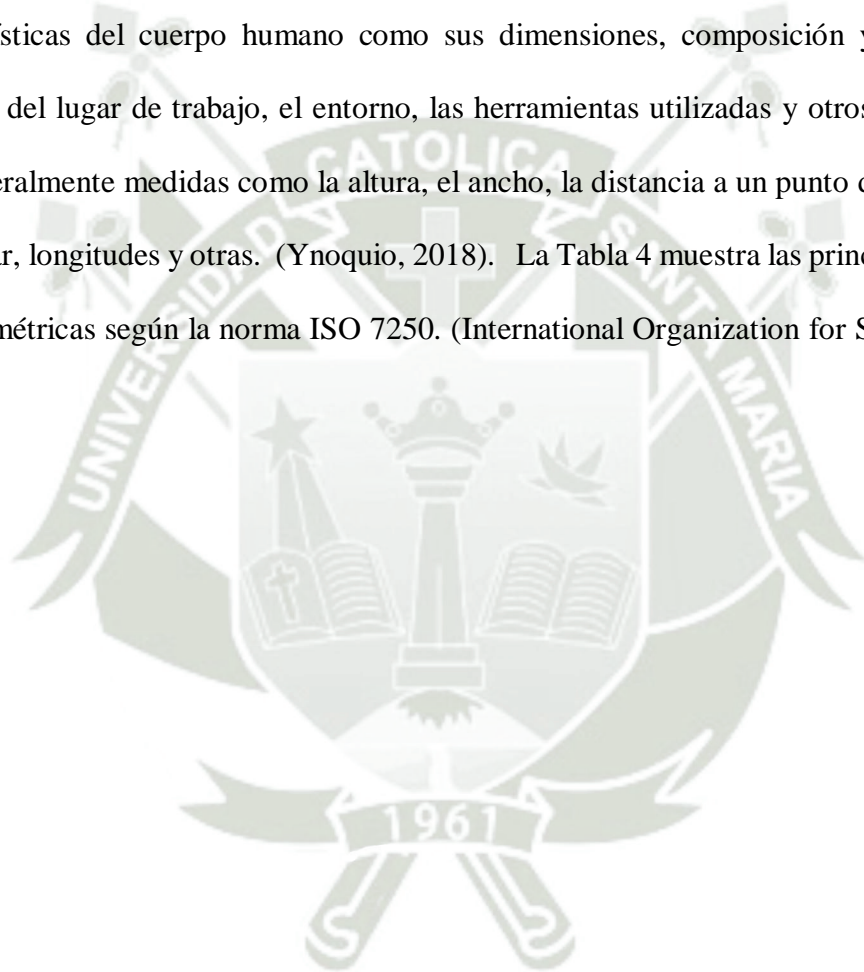 ísticas del cuerpo humano como sus dimensiones, composición y
del lugar de trabajo, el entorno, las herramientas utilizadas y otros
eralmente medidas como la altura, el ancho, la distancia a un punto
r, longitudes y otras. (Ynoquio, 2018). La Tabla 4 muestra las princ
métricas según la norma ISO 7250. (International Organization for S
UNIVERSIDAD CATOLICA SANTA MARIA
1961